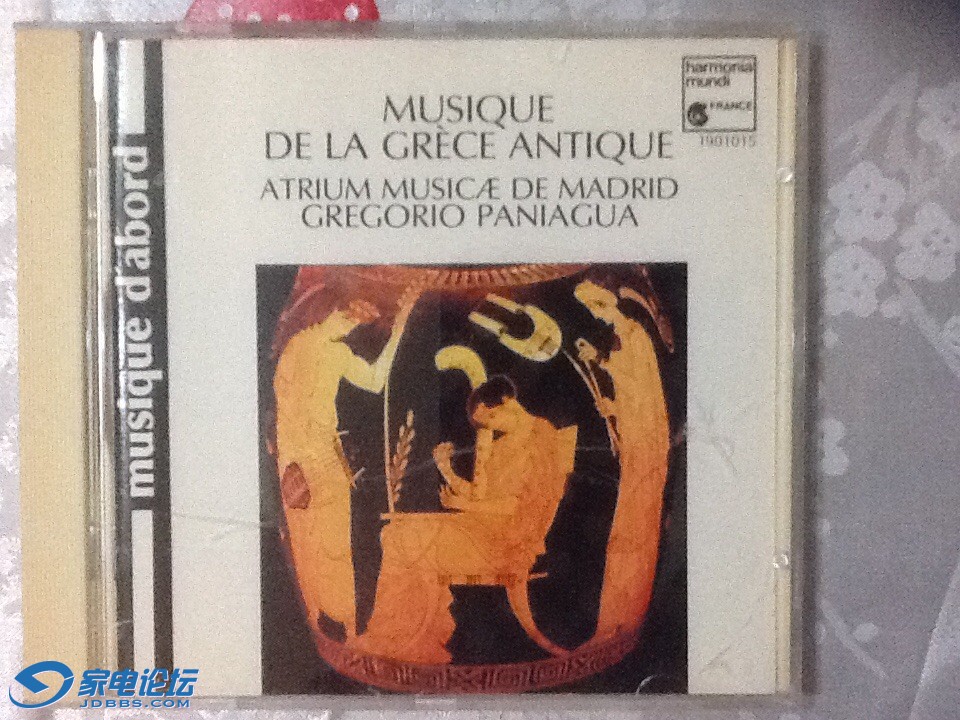 harmonia
mundi
FRANCE
1901015
MUSIQUE
DE LA GRÈCE ANTIQUE
ATRIUM MUSICÆ DE MADRID
GREGORIO PANIAGUA
musique d'abord
家电论坛
JDBBS.COM